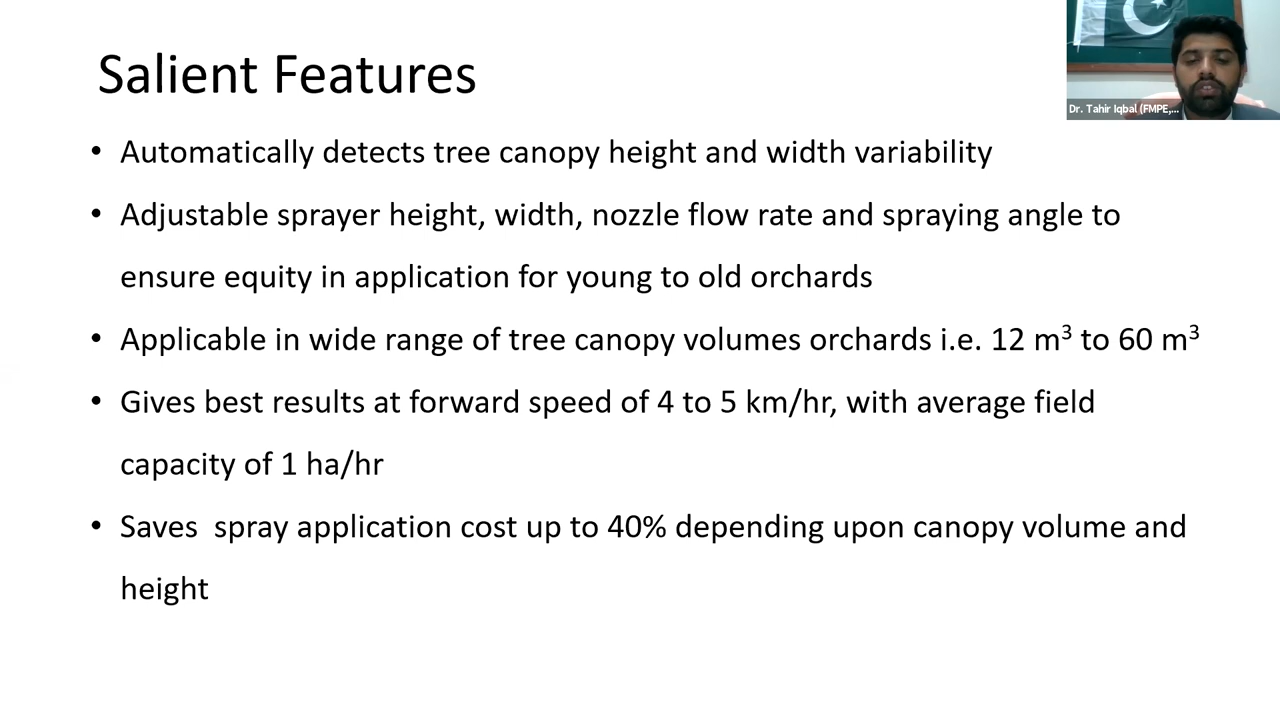 Salient Features
• Automatically detects tree canopy height and width variability
• Adjustable sprayer height, width, nozzle flow rate and spraying angle to
ensure equity in application for young to old orchards
• Applicable in wide range of tree canopy volumes orchards i.e. 12 m³ to 60 m³
• Gives best results at forward speed of 4 to 5 km/hr, with average field
capacity of 1 ha/hr
• Saves  spray application cost up to 40% depending upon canopy volume and
height
Dr. Tahir Iqbal (FMPE,...